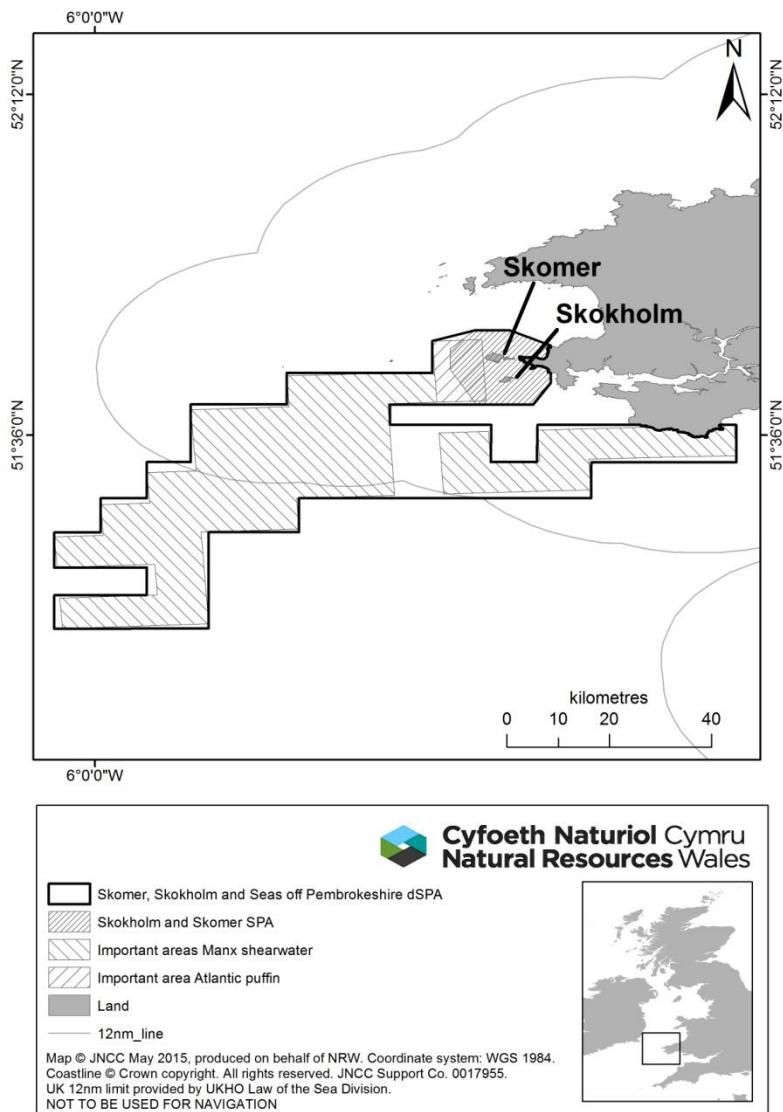 6°0'0"W
N
52°12'0"N
52°12'0"N
Skomer
Skokholm
51°36'0"N
51°36'0"N
kilometres
0 10 20 40
6°0'0"W
Cyfoeth Naturiol Cymru
Natural Resources Wales
Skomer, Skokholm and Seas off Pembrokeshire dSPA
Skokholm and Skomer SPA
Important areas Manx shearwater
Important area Atlantic puffin
Land
12nm_line
Map © JNCC May 2015, produced on behalf of NRW. Coordinate system: WGS 1984.
Coastline © Crown copyright. All rights reserved. JNCC Support Co. 0017955.
UK 12nm limit provided by UKHO Law of the Sea Division.
NOT TO BE USED FOR NAVIGATION